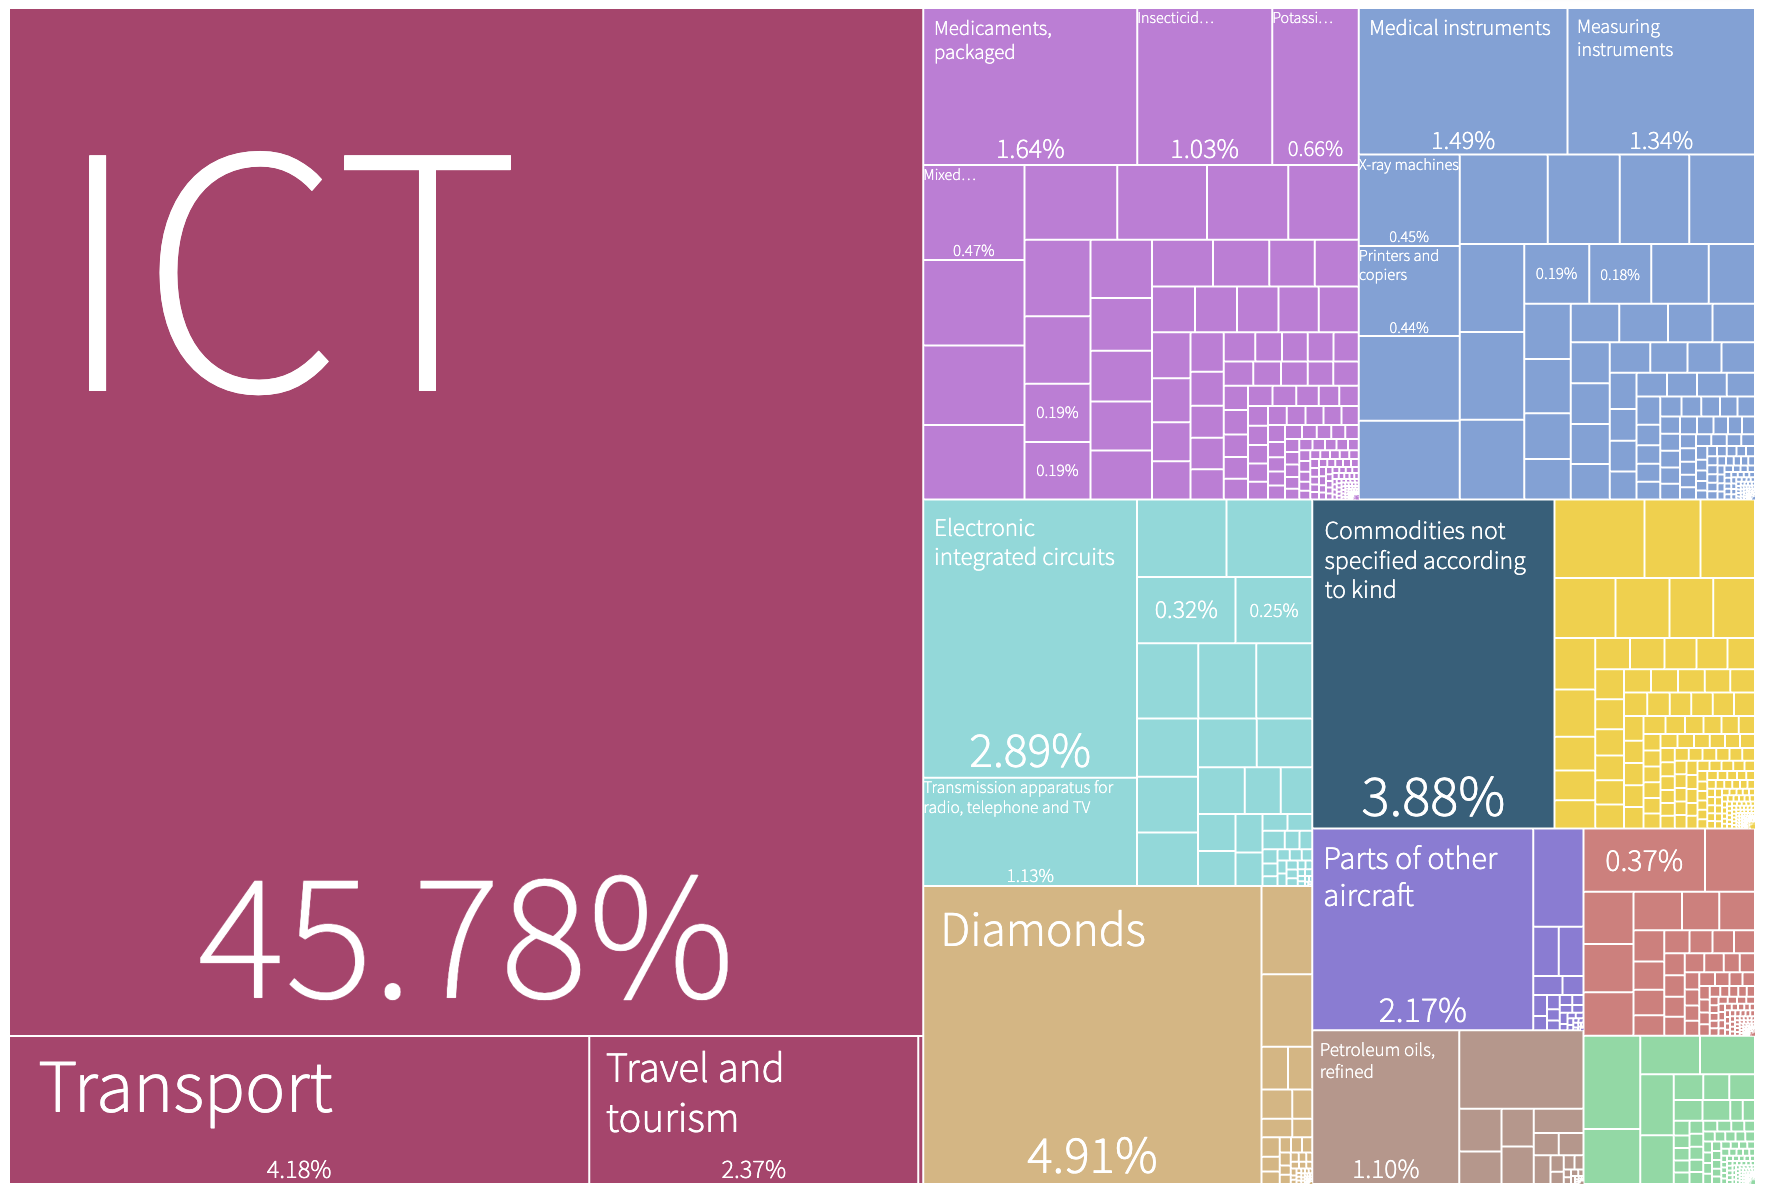 ICT
45.78%
Transport
4.18%
Travel and
tourism
2.37%
Medicaments,
packaged
1.64%
Insecticid...
1.03%
Potassi...
0.66%
Mixed...
0.47%
0.19%
0.19%
Medical instruments
1.49%
Measuring
instruments
1.34%
X-ray machines
0.45%
Printers and
copiers
0.44%
0.19%
0.18%
Electronic
integrated circuits
2.89%
0.32%
0.25%
Transmission apparatus for
radio, telephone and TV
1.13%
Commodities not
specified according
to kind
3.88%
Diamonds
4.91%
Parts of other
aircraft
2.17%
0.37%
Petroleum oils,
refined
1.10%